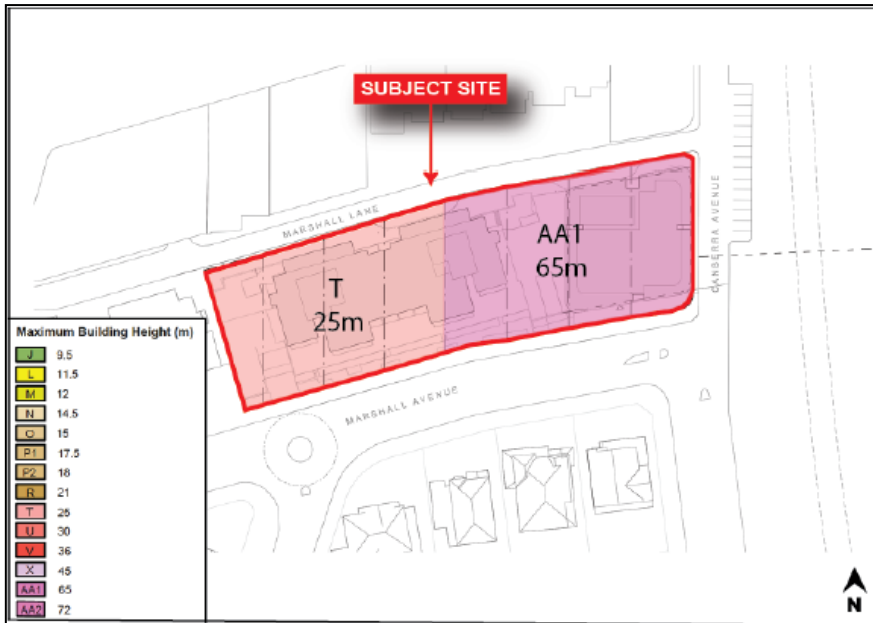 SUBJECT SITE
MARSHALL LANE
AA1
65m
CANBERRA AVENUE
T
25m
MARSHALL AVENUE
Maximum Building Height (m)
J 9.5
L 11.5
M 12
N 14.5
O 15
P1 17.5
P2 18
R 21
T 25
U 30
V 36
X 45
AA1 65
AA2 72
N